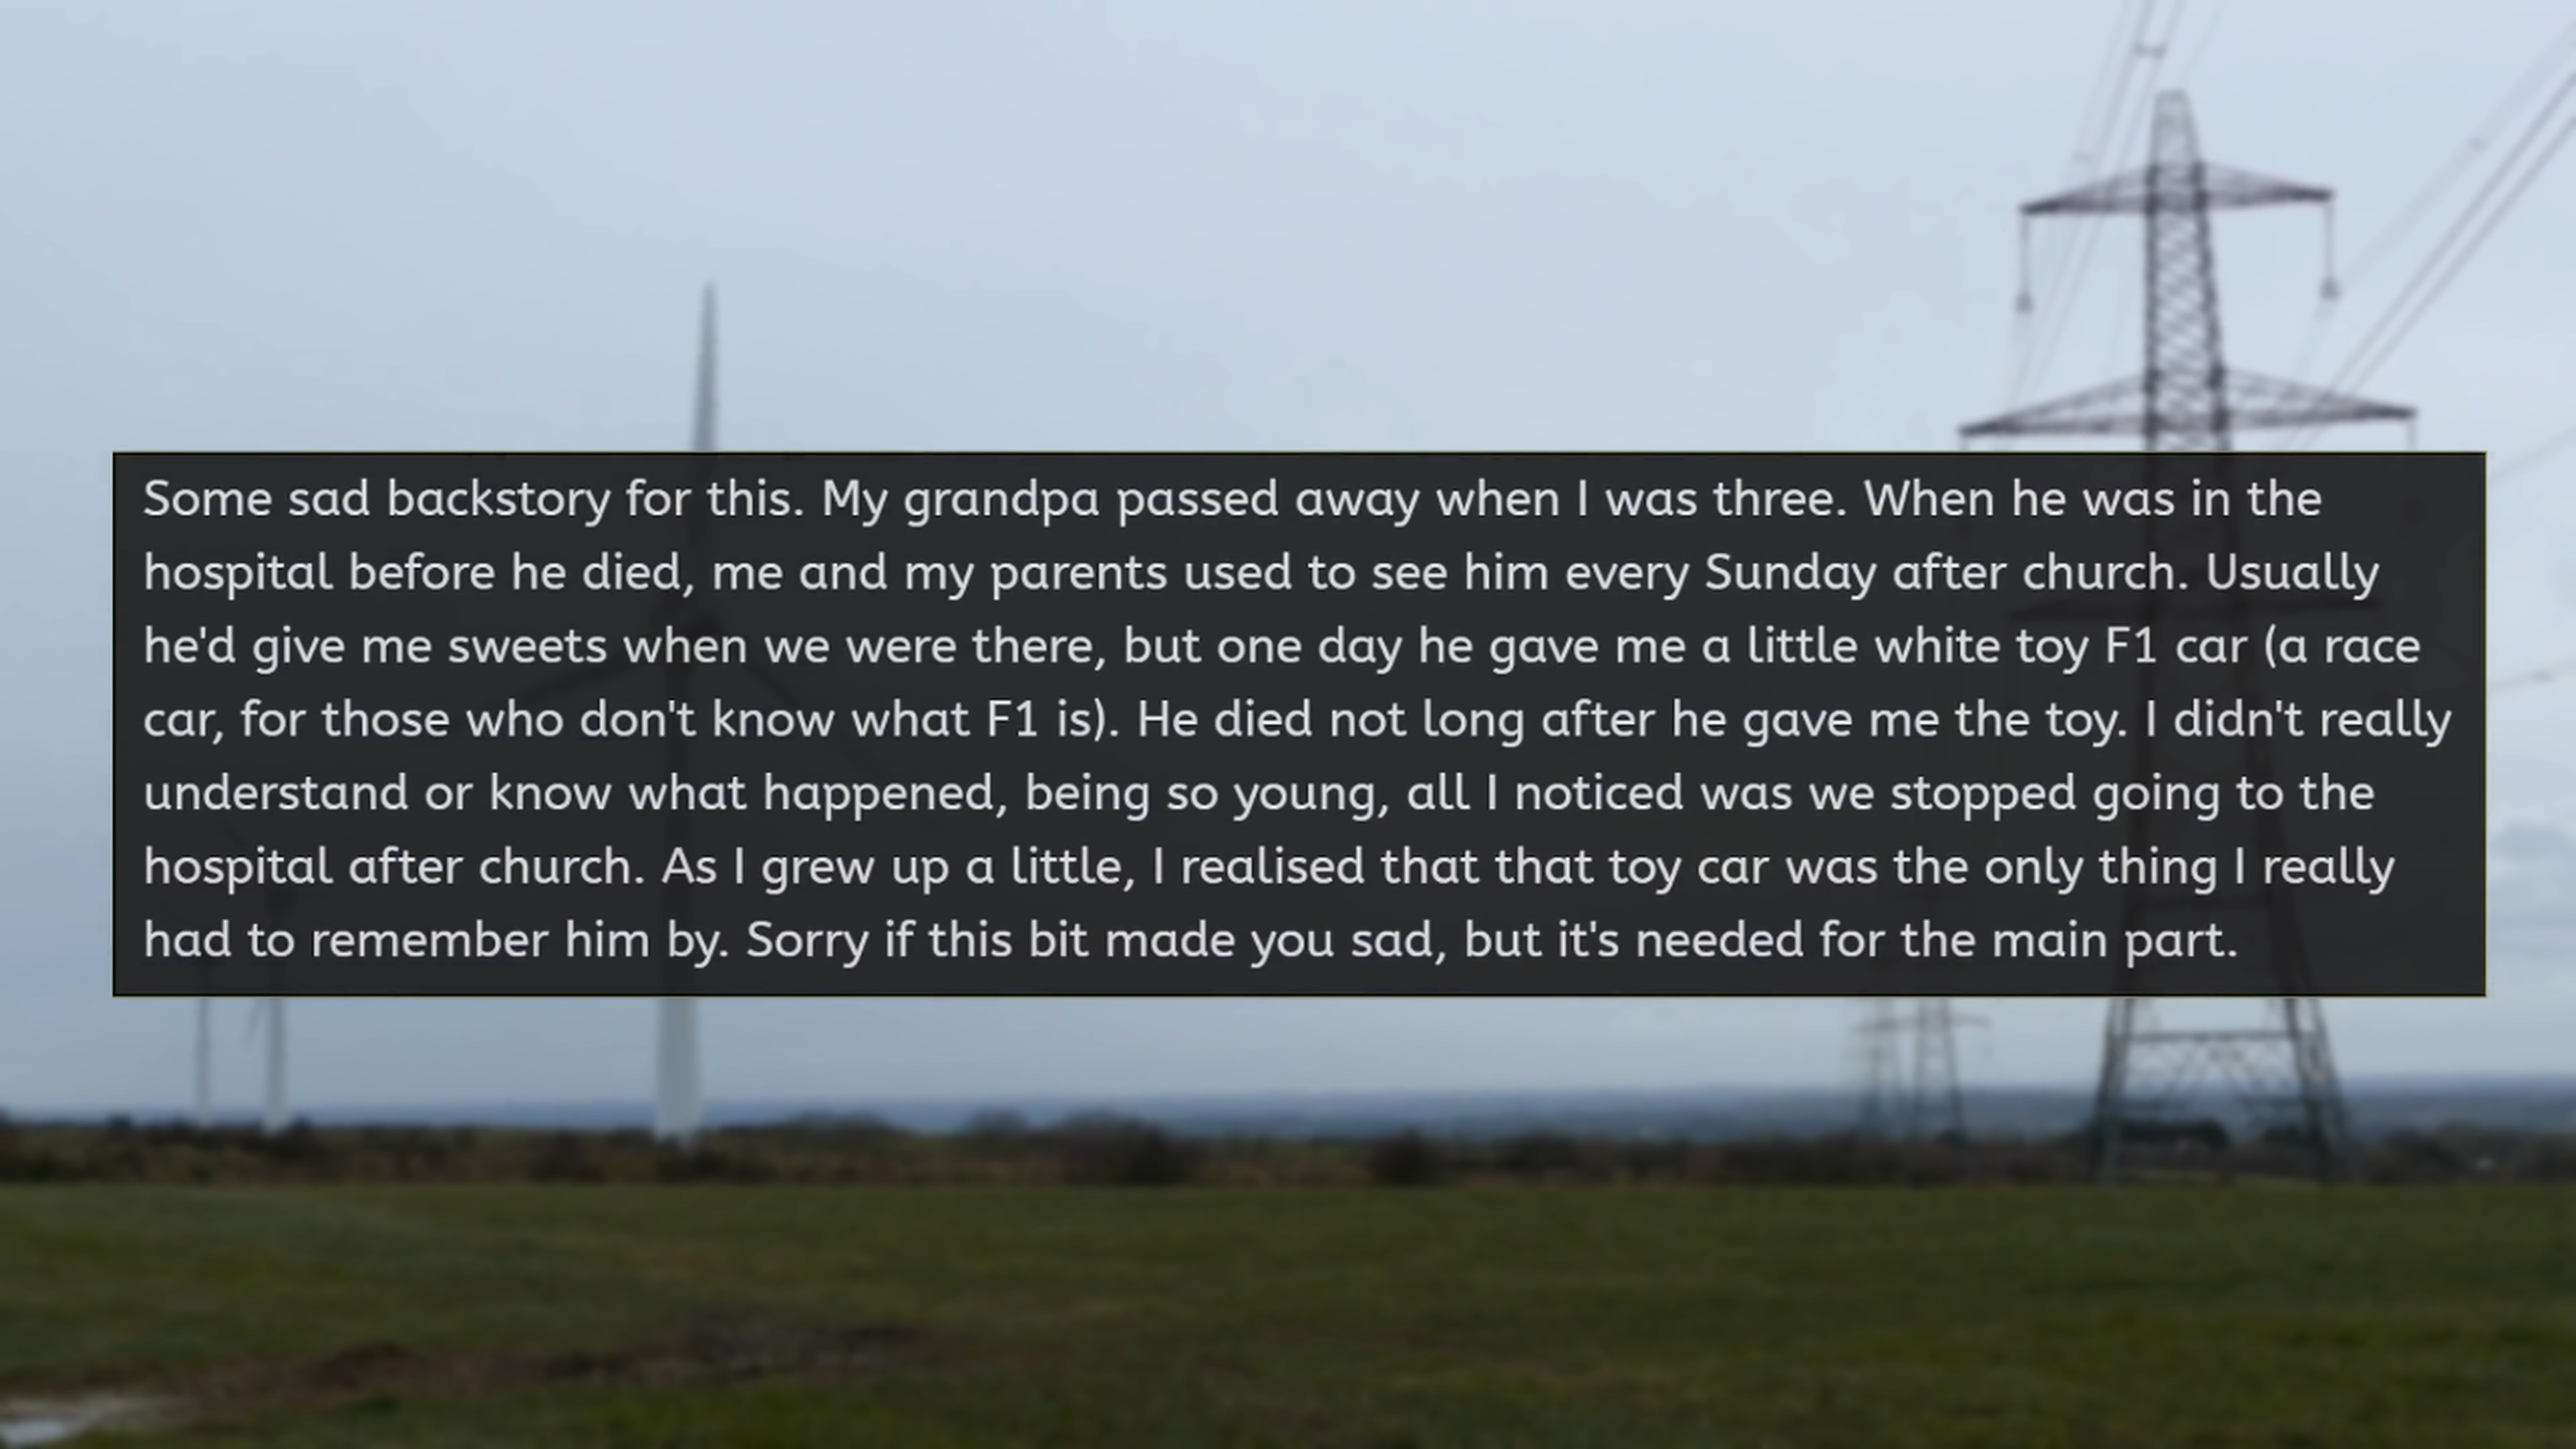 Some sad backstory for this. My grandpa passed away when I was three. When he was in the
hospital before he died, me and my parents used to see him every Sunday after church. Usually
he'd give me sweets when we were there, but one day he gave me a little white toy F1 car (a race
car, for those who don't know what F1 is). He died not long after he gave me the toy. I didn't really
understand or know what happened, being so young, all I noticed was we stopped going to the
hospital after church. As I grew up a little, I realised that that toy car was the only thing I really
had to remember him by. Sorry if this bit made you sad, but it's needed for the main part.